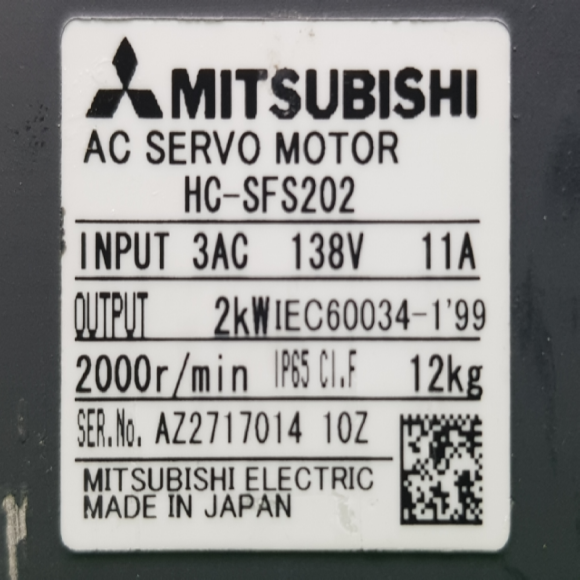 MITSUBISHI
AC SERVO MOTOR
HC-SFS202
INPUT 3AC 138V 11A
OUTPUT 2kW IEC60034-1'99
2000r/min IP65 CI.F 12kg
SER.No. AZ2717014 10Z
MITSUBISHI ELECTRIC
MADE IN JAPAN